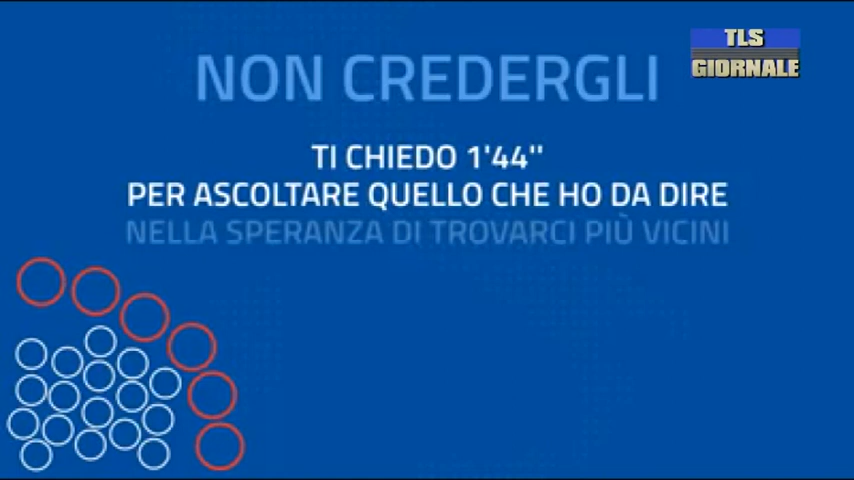 TLS
GIORNALE
NON CREDERGLI
TI CHIEDO 1'44''
PER ASCOLTARE QUELLO CHE HO DA DIRE
NELLA SPERANZA DI TROVARCI PIÙ VICINI